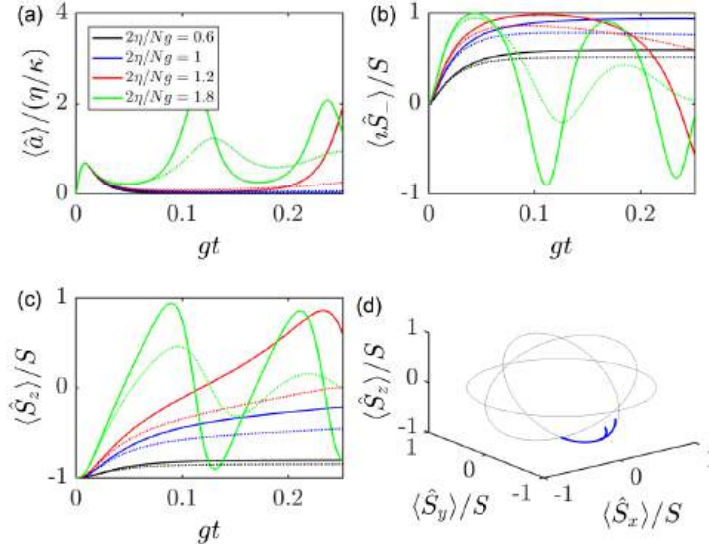 (a)
4
2
0
0
0.1
0.2
⟨â⟩/(η/κ)
gt
2η/Ng = 0.6
2η/Ng = 1
2η/Ng = 1.2
2η/Ng = 1.8
(b)
1
0
-1
0
0.1
0.2
⟨ıŜ₋⟩/S
gt
(c)
1
0
-1
0
0.1
0.2
⟨Ŝz⟩/S
gt
(d)
1
0
-1
1
0
-1
-1
0
1
⟨Ŝz⟩/S
⟨Ŝy⟩/S
⟨Ŝx⟩/S